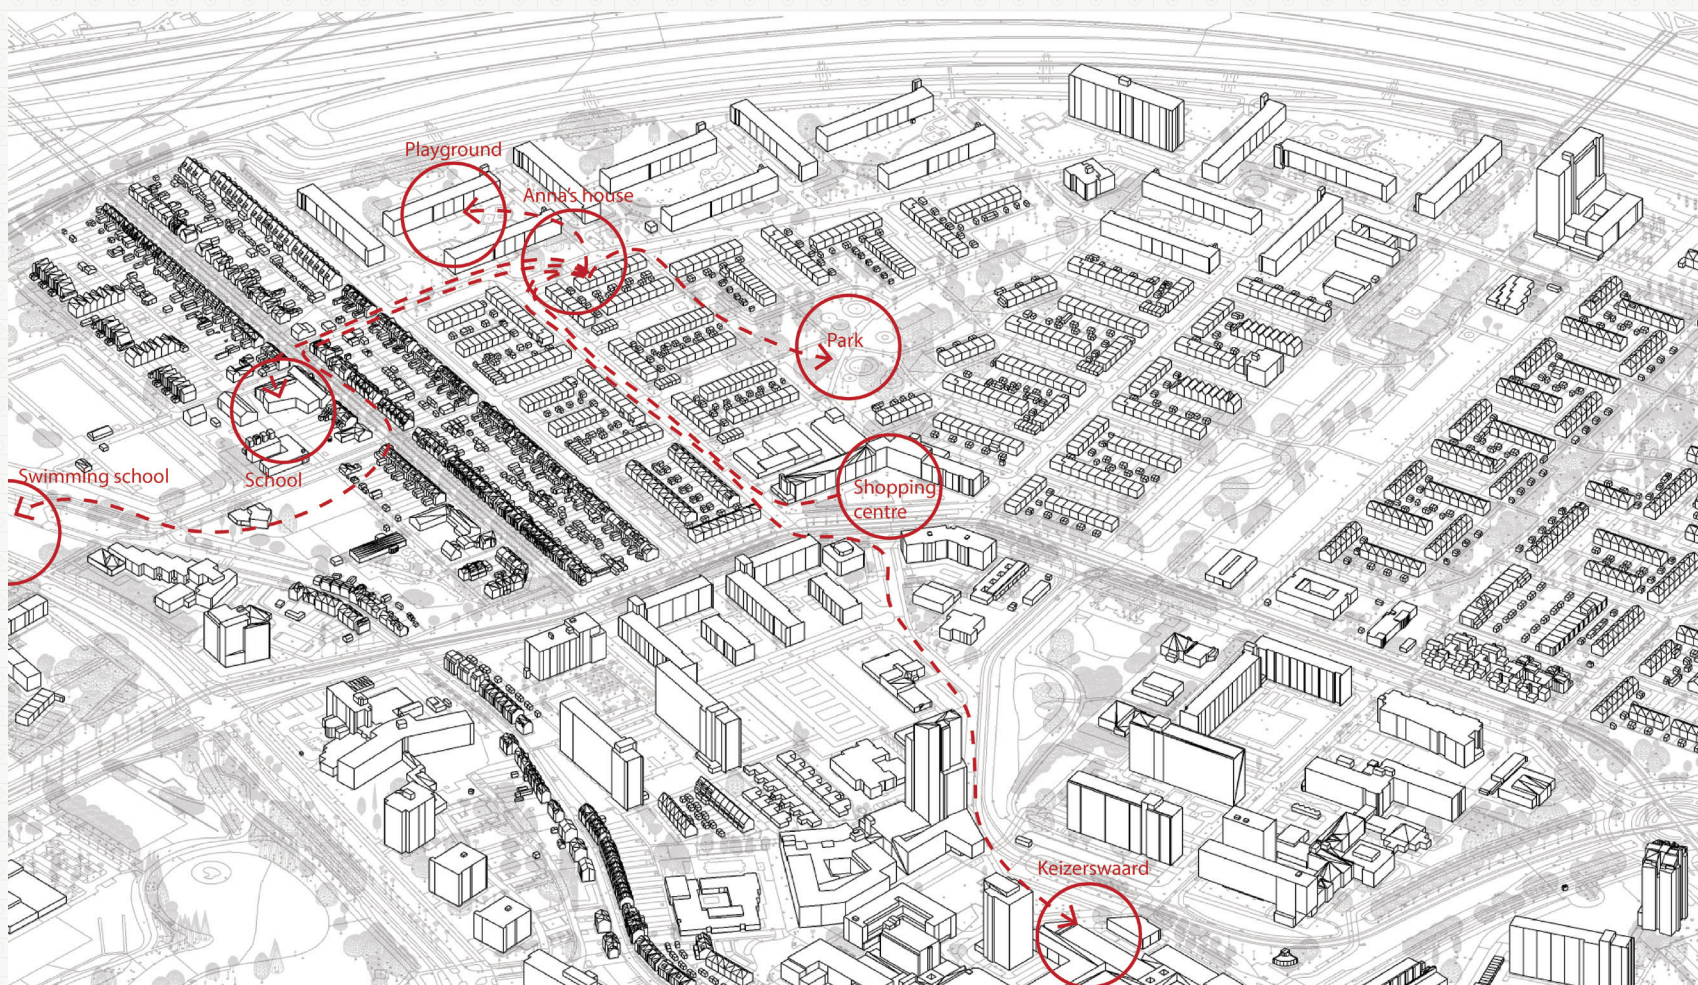 Playground
Anna's house
Park
Swimming school
School
Shopping
centre
Keizerswaard